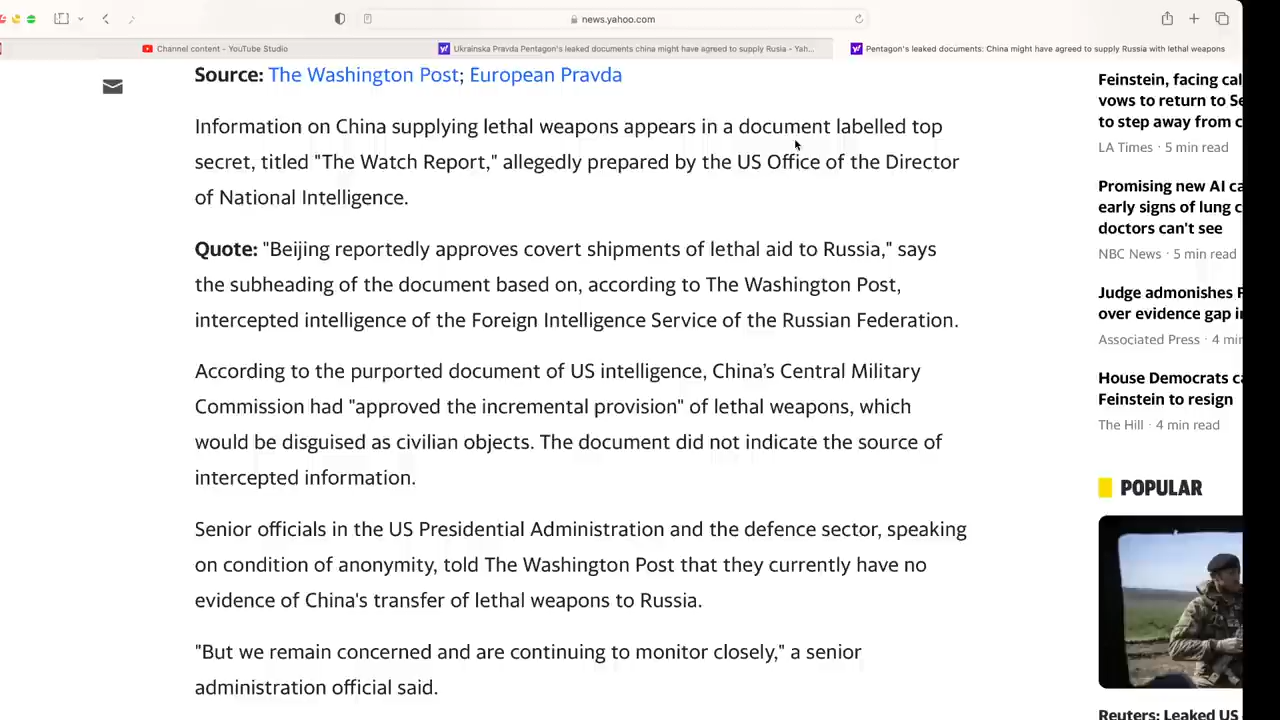 news.yahoo.com
Channel content - YouTube Studio
Ukrainska Pravda Pentagon's leaked documents china might have agreed to supply Rusia - Yah...
Pentagon's leaked documents: China might have agreed to supply Russia with lethal weapons
Source: The Washington Post; European Pravda
Information on China supplying lethal weapons appears in a document labelled top
secret, titled "The Watch Report," allegedly prepared by the US Office of the Director
of National Intelligence.
Quote: "Beijing reportedly approves covert shipments of lethal aid to Russia," says
the subheading of the document based on, according to The Washington Post,
intercepted intelligence of the Foreign Intelligence Service of the Russian Federation.
According to the purported document of US intelligence, China's Central Military
Commission had "approved the incremental provision" of lethal weapons, which
would be disguised as civilian objects. The document did not indicate the source of
intercepted information.
Senior officials in the US Presidential Administration and the defence sector, speaking
on condition of anonymity, told The Washington Post that they currently have no
evidence of China's transfer of lethal weapons to Russia.
"But we remain concerned and are continuing to monitor closely," a senior
administration official said.
Feinstein, facing cal
vows to return to Se
to step away from c
LA Times · 5 min read
Promising new AI ca
early signs of lung c
doctors can't see
NBC News · 5 min read
Judge admonishes F
over evidence gap i
Associated Press · 4 min
House Democrats ca
Feinstein to resign
The Hill · 4 min read
POPULAR
Reuters: Leaked US